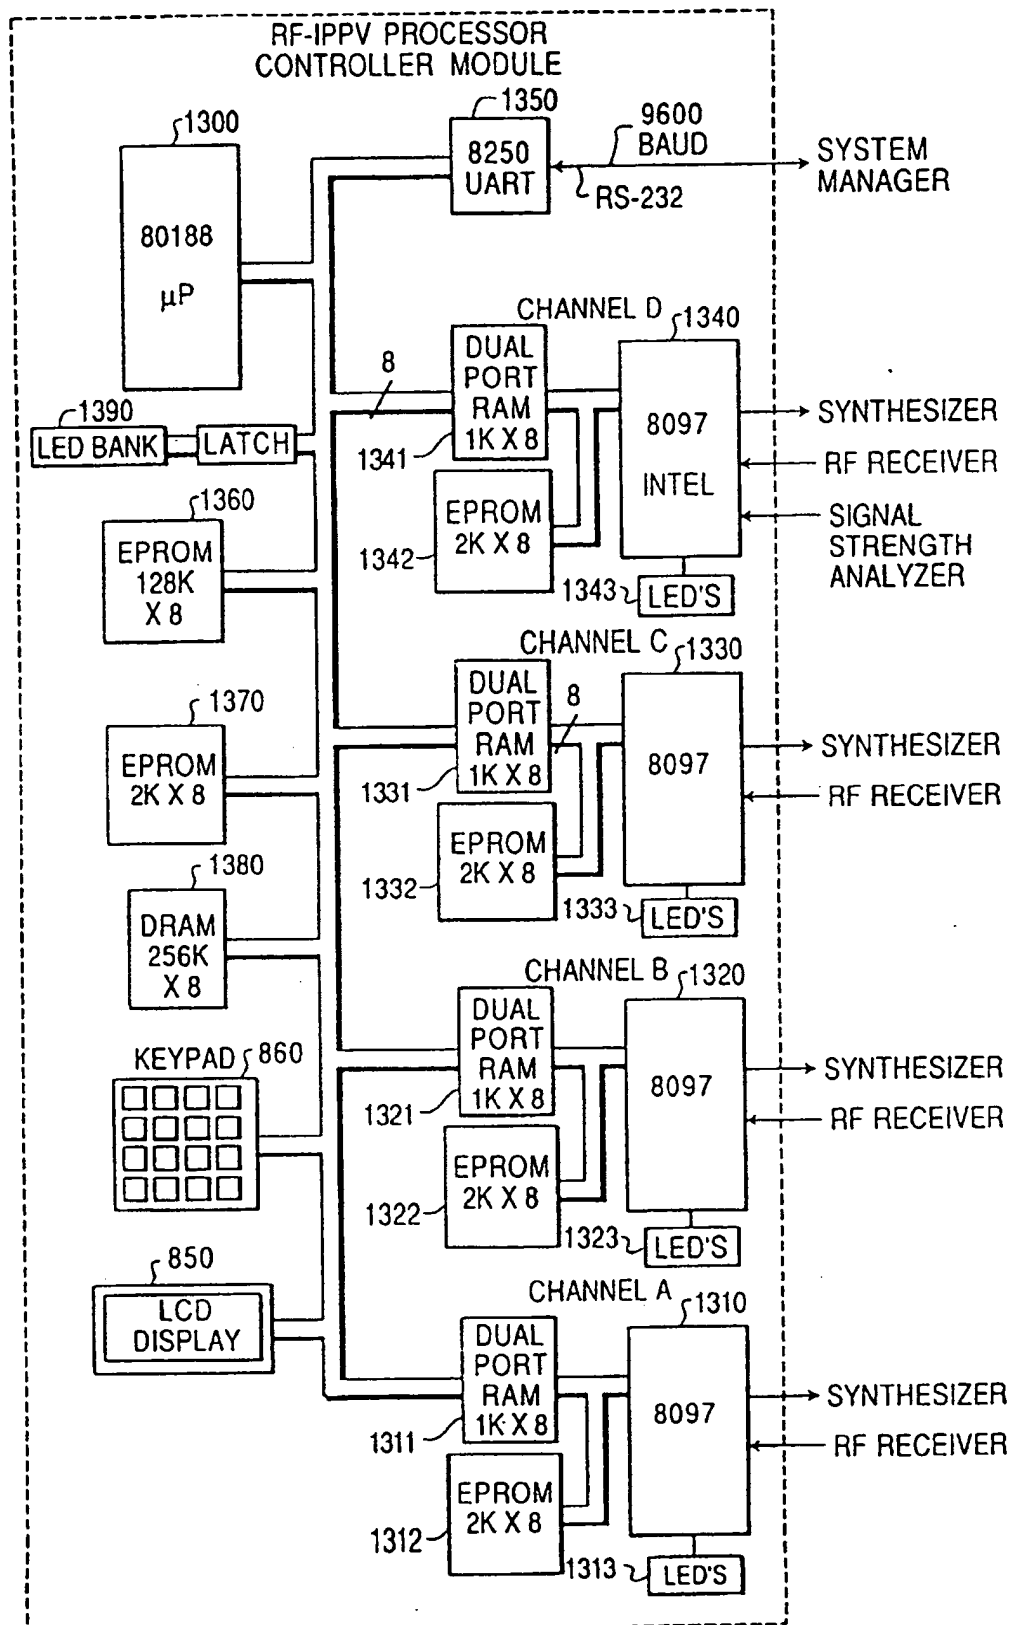 RF-IPPV PROCESSOR
CONTROLLER MODULE
1300
80188
μP
1350
8250
UART
9600
BAUD
RS-232
SYSTEM
MANAGER
1390
LED BANK
LATCH
1360
EPROM
128K
X 8
1370
EPROM
2K X 8
1380
DRAM
256K
X 8
KEYPAD
860
850
LCD
DISPLAY
CHANNEL D
8
DUAL
PORT
RAM
1K X 8
1341
EPROM
2K X 8
1342
1340
8097
INTEL
1343
LED'S
SYNTHESIZER
RF RECEIVER
SIGNAL
STRENGTH
ANALYZER
CHANNEL C
DUAL
PORT
RAM
1K X 8
8
1331
EPROM
2K X 8
1332
1330
8097
1333
LED'S
SYNTHESIZER
RF RECEIVER
CHANNEL B
DUAL
PORT
RAM
1K X 8
1321
EPROM
2K X 8
1322
1320
8097
1323
LED'S
SYNTHESIZER
RF RECEIVER
CHANNEL A
DUAL
PORT
RAM
1K X 8
1311
EPROM
2K X 8
1312
1310
8097
1313
LED'S
SYNTHESIZER
RF RECEIVER